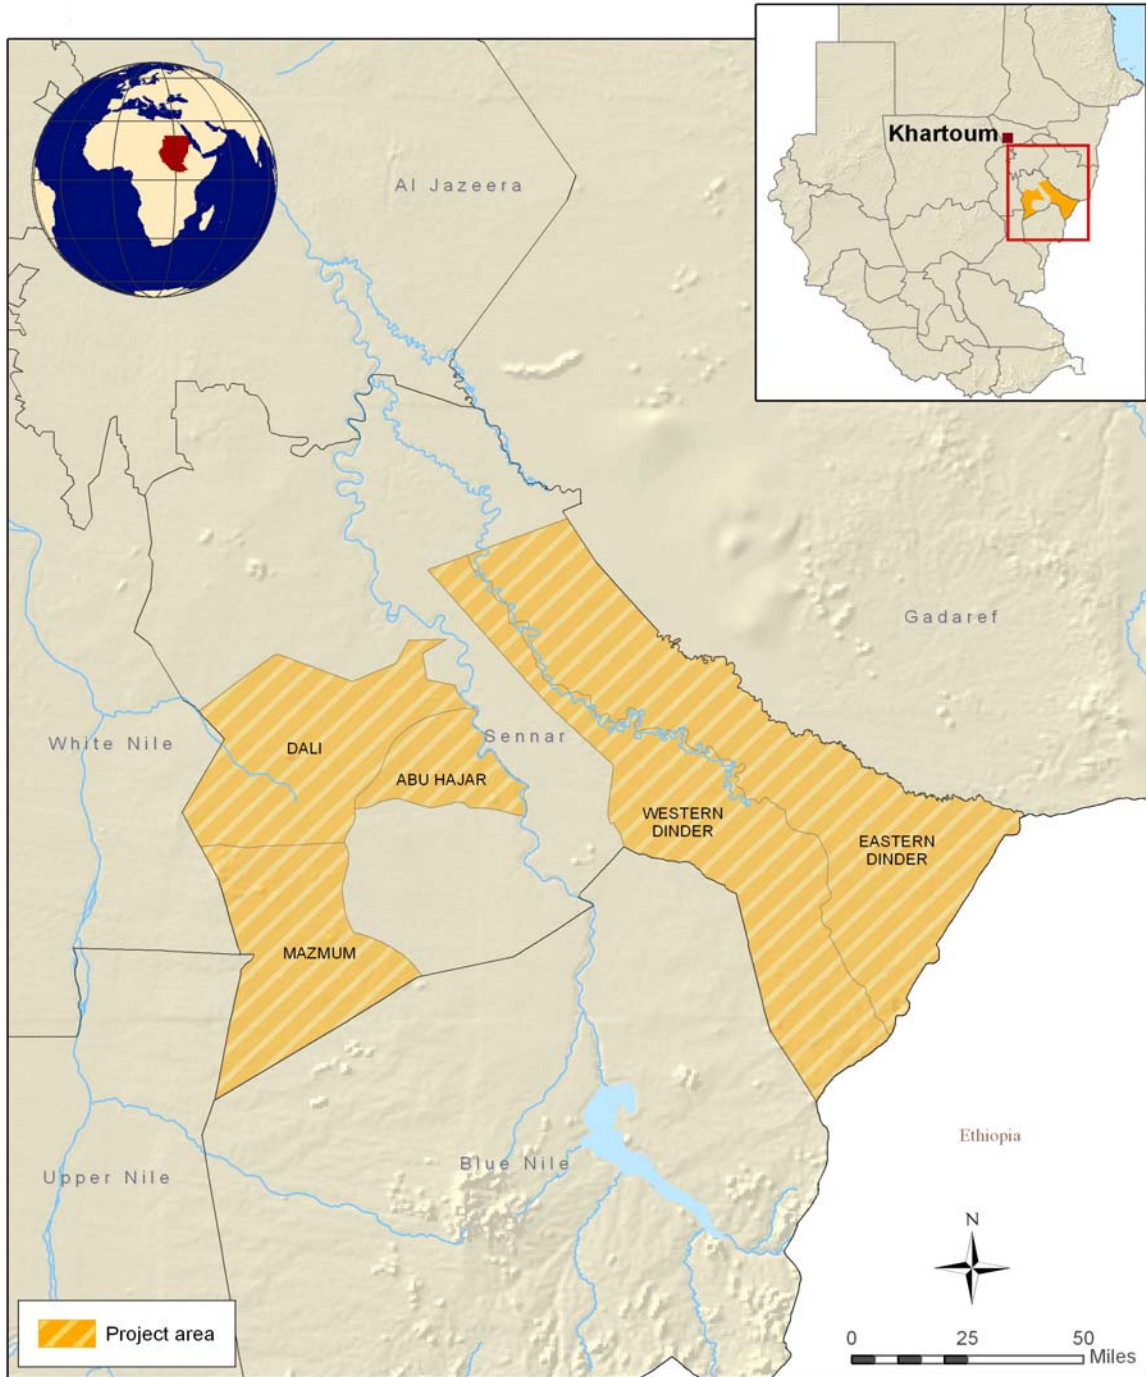 Khartoum
Al Jazeera
Gadaref
White Nile
DALI
Sennar
ABU HAJAR
WESTERN
DINDER
EASTERN
DINDER
MAZMUM
Ethiopia
Blue Nile
Upper Nile
N
Project area
0 25 50
Miles